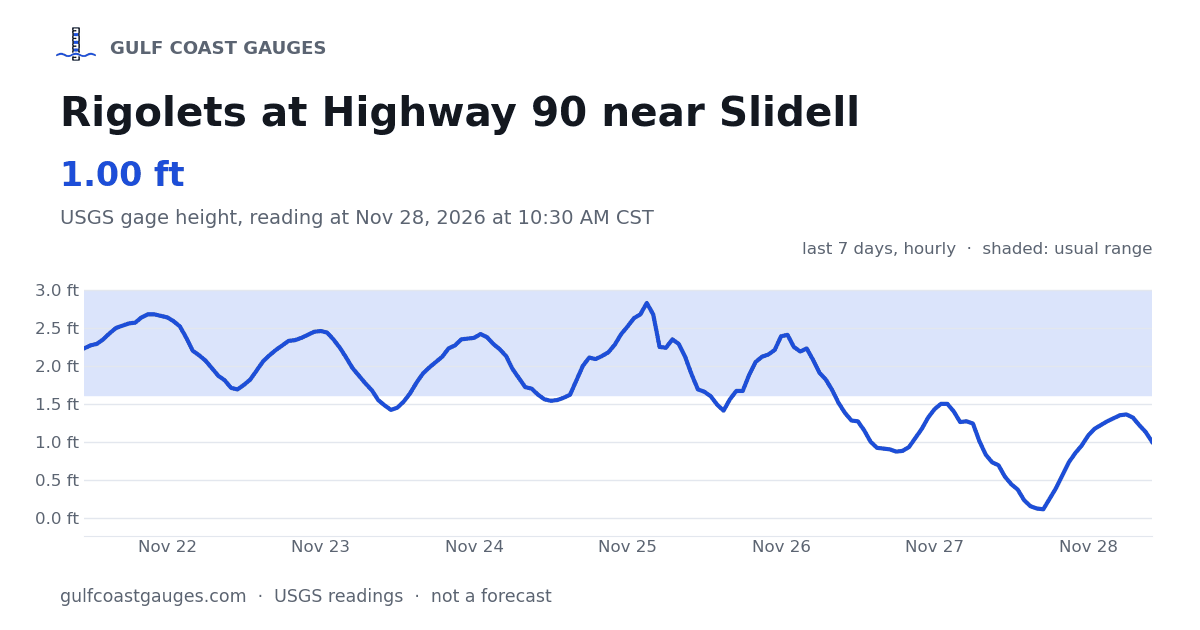 GULF COAST GAUGES
Rigolets at Highway 90 near Slidell
1.00 ft
USGS gage height, reading at Nov 28, 2026 at 10:30 AM CST
last 7 days, hourly · shaded: usual range
3.0 ft
2.5 ft
2.0 ft
1.5 ft
1.0 ft
0.5 ft
0.0 ft
Nov 22 Nov 23 Nov 24 Nov 25 Nov 26 Nov 27 Nov 28
gulfcoastgauges.com · USGS readings · not a forecast